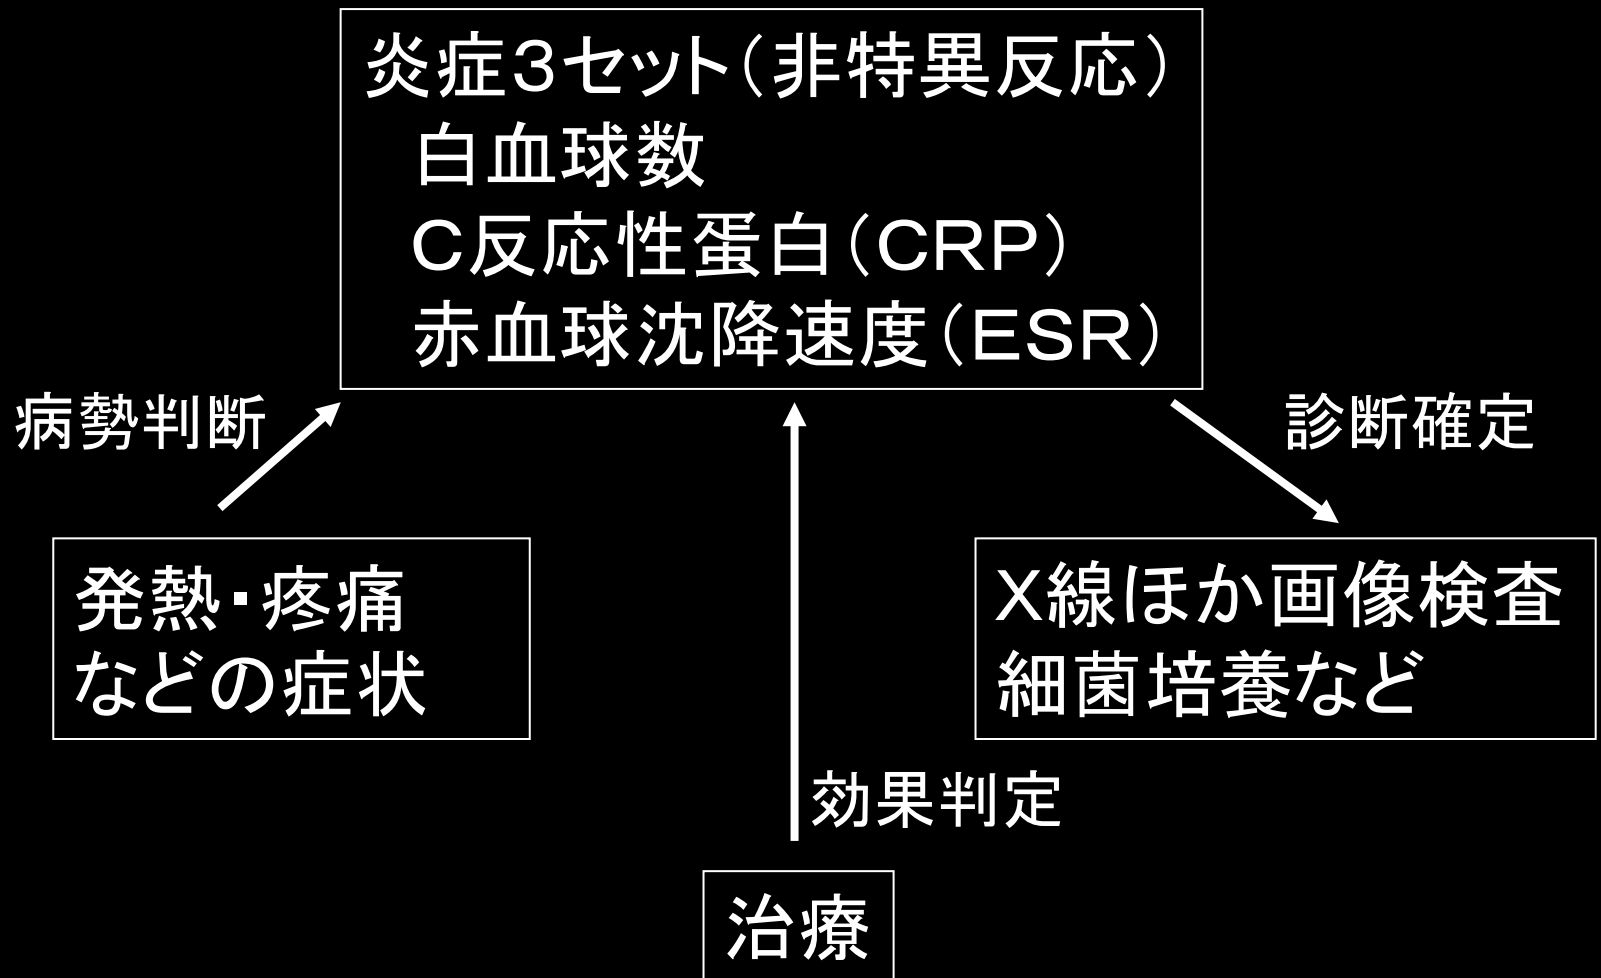 炎症3セット（非特異反応）
白血球数
C反応性蛋白（CRP）
赤血球沈降速度（ESR）
病勢判断
診断確定
発熱・疼痛
などの症状
X線ほか画像検査
細菌培養など
効果判定
治療